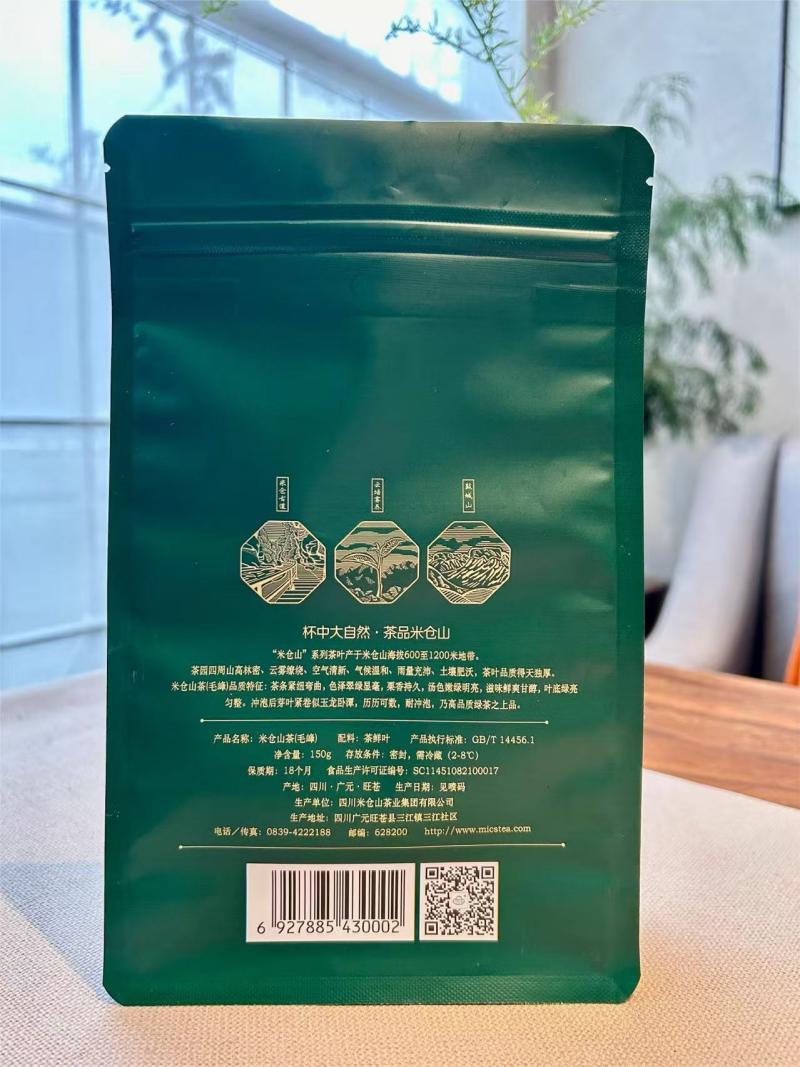 米仓古道
云培雾养
鼓城山
杯中大自然·茶品米仓山
“米仓山”系列茶叶产于米仓山海拔600至1200米地带。
茶园四周山高林密、云雾缭绕、空气清新、气候温和、雨量充沛、土壤肥沃，茶叶品质得天独厚。
米仓山茶(毛峰)品质特征：茶条紧纽弯曲，色泽翠绿显毫，栗香持久，汤色嫩绿明亮，滋味鲜爽甘醇，叶底绿亮
匀整。冲泡后芽叶紧卷似玉龙卧潭，历历可数，耐冲泡，乃高品质绿茶之上品。
产品名称：米仓山茶(毛峰) 配料：茶鲜叶 产品执行标准：GB/T 14456.1
净含量：150g 存放条件：密封，需冷藏 (2-8℃)
保质期：18个月 食品生产许可证编号：SC11451082100017
产地：四川·广元·旺苍 生产日期：见喷码
生产单位：四川米仓山茶业集团有限公司
生产地址：四川广元旺苍县三江镇三江社区
电话／传真：0839-4222188 邮编：628200 http://www.micstea.com
6 927885 430002